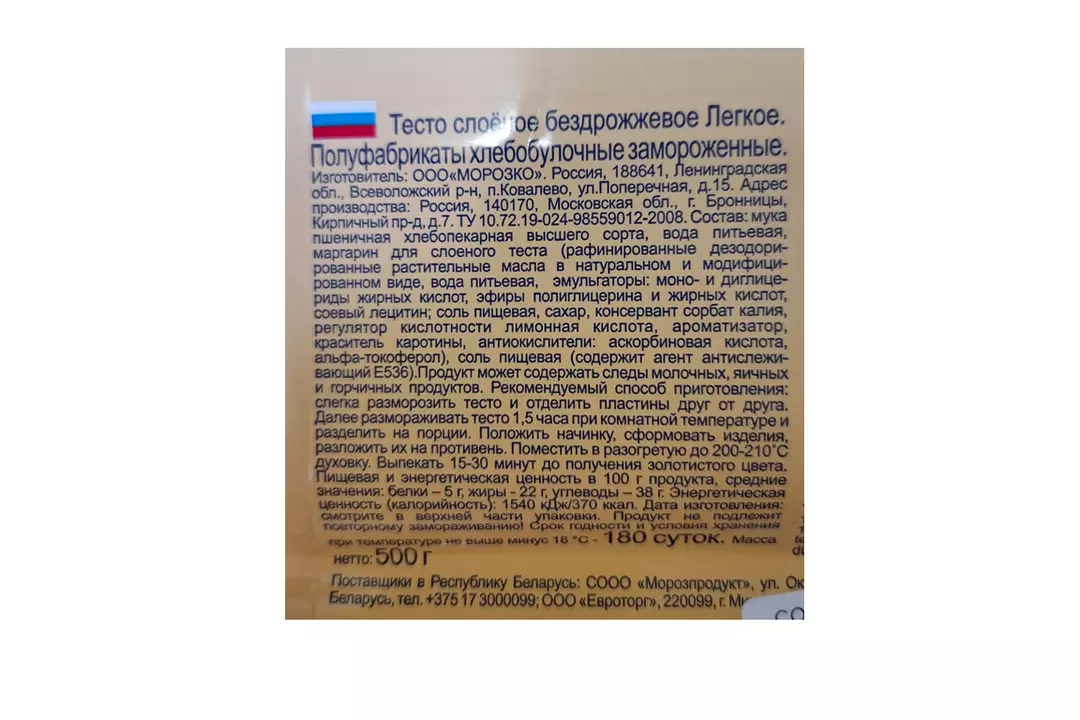 Тесто слоёное бездрожжевое Легкое.
Полуфабрикаты хлебобулочные замороженные.
Изготовитель: ООО«МОРОЗКО». Россия, 188641, Ленинградская
обл., Всеволожский р-н, п.Ковалево, ул.Поперечная, д.15. Адрес
производства: Россия, 140170, Московская обл., г. Бронницы,
Кирпичный пр-д, д.7. ТУ 10.72.19-024-98559012-2008. Состав: мука
пшеничная хлебопекарная высшего сорта, вода питьевая,
маргарин для слоеного теста (рафинированные дезодори-
рованные растительные масла в натуральном и модифици-
рованном виде, вода питьевая, эмульгаторы: моно- и диглице-
риды жирных кислот, эфиры полиглицерина и жирных кислот,
соевый лецитин; соль пищевая, сахар, консервант сорбат калия,
регулятор кислотности лимонная кислота, ароматизатор,
краситель каротины, антиокислители: аскорбиновая кислота,
альфа-токоферол), соль пищевая (содержит агент антислежи-
вающий Е536).Продукт может содержать следы молочных, яичных
и горчичных продуктов. Рекомендуемый способ приготовления:
слегка разморозить тесто и отделить пластины друг от друга.
Далее размораживать тесто 1,5 часа при комнатной температуре и
разделить на порции. Положить начинку, сформовать изделия,
разложить их на противень. Поместить в разогретую до 200-210˚С
духовку. Выпекать 15-30 минут до получения золотистого цвета.
Пищевая и энергетическая ценность в 100 г продукта, средние
значения: белки – 5 г, жиры - 22 г, углеводы – 38 г. Энергетическая
ценность (калорийность): 1540 кДж/370 ккал. Дата изготовления:
смотрите в верхней части упаковки. Продукт не подлежит
повторному замораживанию! Срок годности и условия хранения
при температуре не выше минус 18 °С - 180 суток. Масса
нетто: 500 г
Поставщики в Республику Беларусь: СООО «Морозпродукт», ул.
Беларусь, тел. +375 17 3000099; ООО «Евроторг», 220099, г.